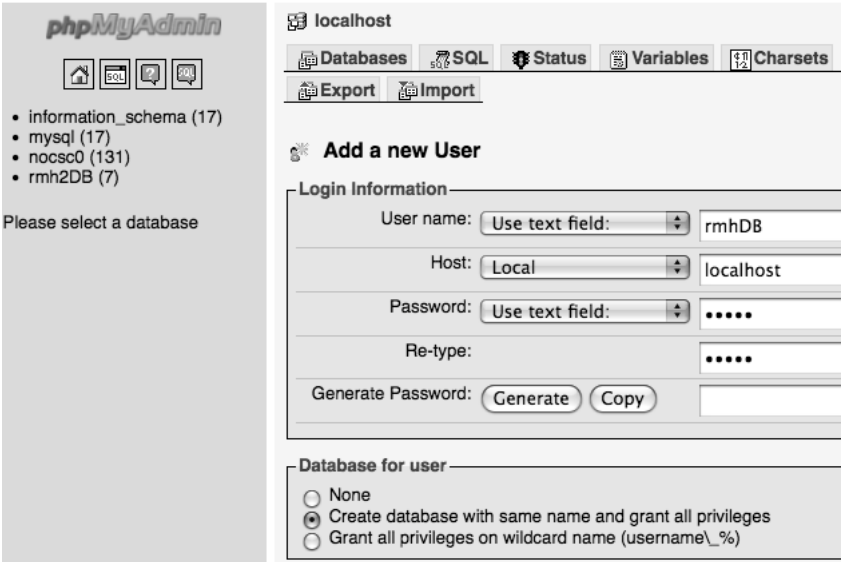 phpMyAdmin
SQL ? SQL
information_schema (17)
mysql (17)
nocsc0 (131)
rmh2DB (7)
Please select a database
localhost
Databases SQL Status Variables Charsets
Export Import
Add a new User
Login Information
User name: Use text field: rmhDB
Host: Local localhost
Password: Use text field: •••••
Re-type: •••••
Generate Password: Generate Copy
Database for user
None
Create database with same name and grant all privileges
Grant all privileges on wildcard name (username\_%)